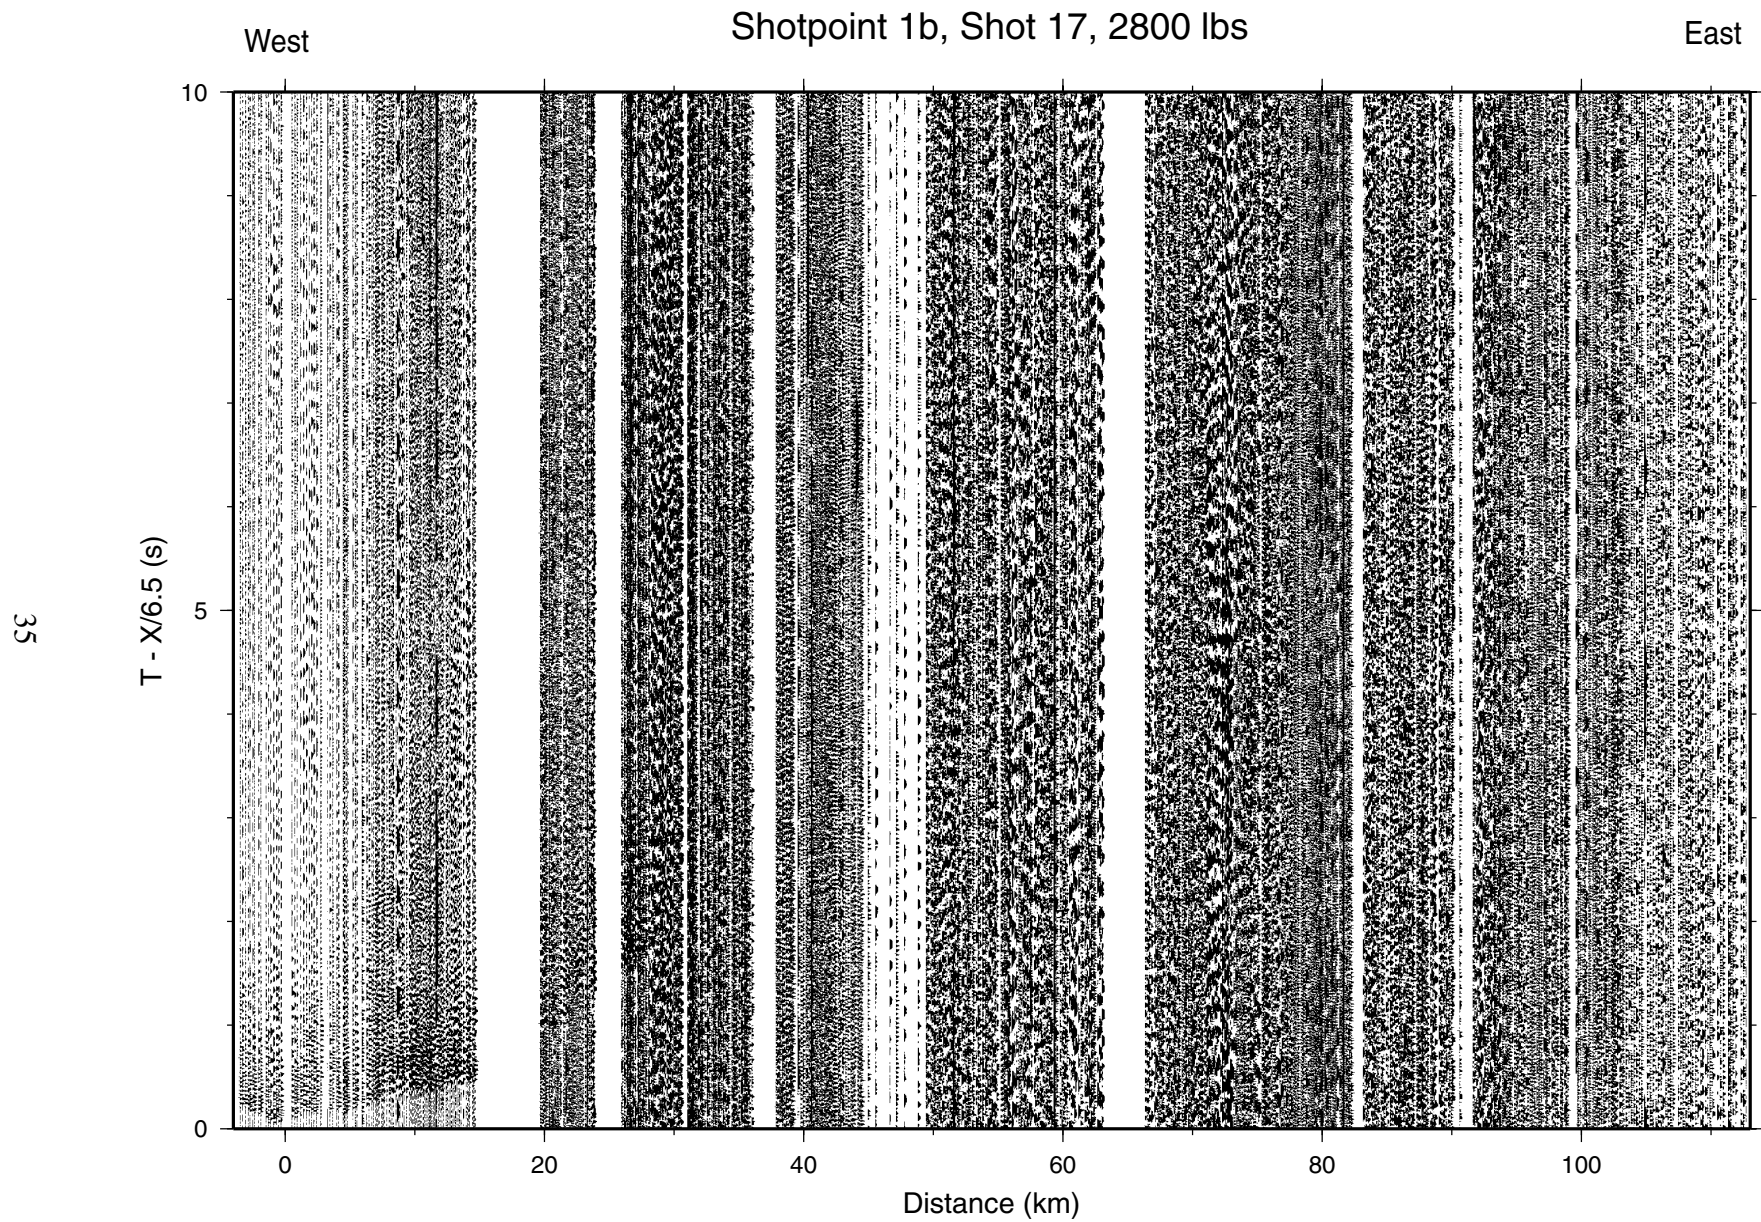 Shotpoint 1b, Shot 17, 2800 lbs
West
East
10
5
0
T - X/6.5 (s)
0 20 40 60 80 100
Distance (km)
35